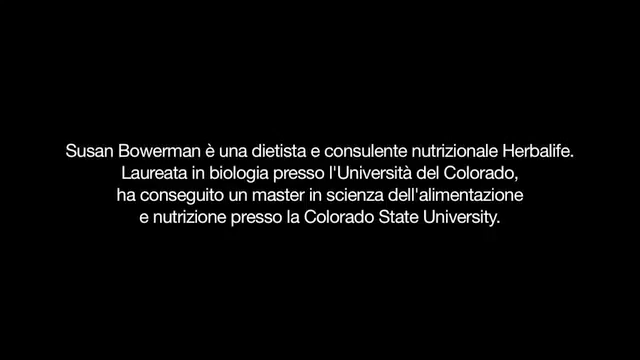 Susan Bowerman è una dietista e consulente nutrizionale Herbalife.
Laureata in biologia presso l'Università del Colorado,
ha conseguito un master in scienza dell'alimentazione
e nutrizione presso la Colorado State University.